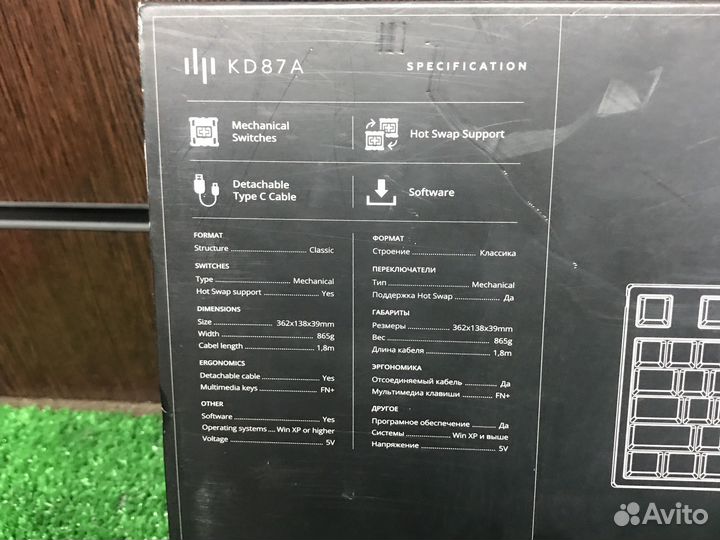 KD87A
SPECIFICATION
Mechanical
Switches
Hot Swap Support
Detachable
Type C Cable
Software
FORMAT
Structure Classic
SWITCHES
Type Mechanical
Hot Swap support Yes
DIMENSIONS
Size 362x138x39mm
Width 865g
Cabel length 1,8m
ERGONOMICS
Detachable cable Yes
Multimedia keys FN+
OTHER
Software Yes
Operating systems Win XP or higher
Voltage 5V
ФОРМАТ
Строение Классика
ПЕРЕКЛЮЧАТЕЛИ
Тип Mechanical
Поддержка Hot Swap Да
ГАБАРИТЫ
Резмеры 362x138x39mm
Вес 865g
Длина кабеля 1,8m
ЭРГОНОМИКА
Отсоединяемый кабель Да
Мультимедиа клавиши FN+
ДРУГОЕ
Програмное обеспечение Да
Системы Win XP и выше
Напряжение 5V
Avito